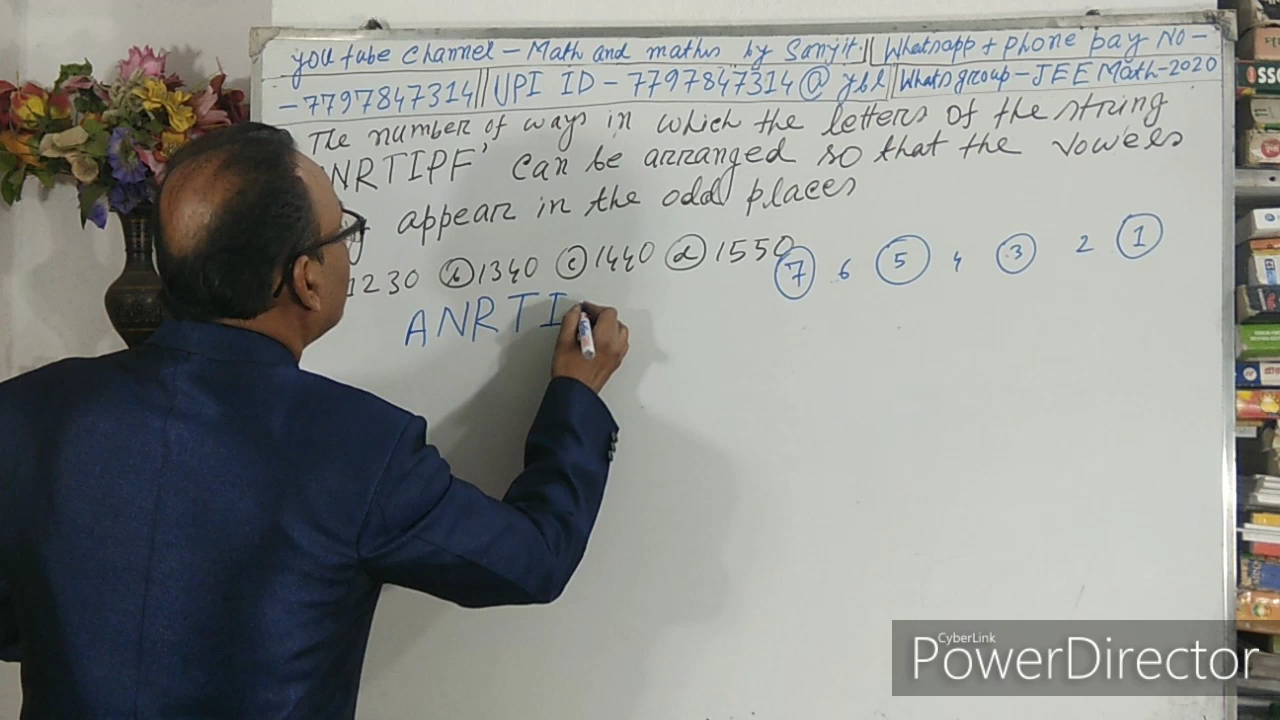 you tube channel - Math and maths by Sanjit || Whatsapp + phone pay No -
- 7797847314 || UPI ID - 7797847314 @ ybl || Whats group - JEE Math-2020
The number of ways in which the letters of the string
NRTIPF' can be arranged so that the vowels
appear in the odd places
1230 (b) 1340 (c) 1440 (d) 1550
7 6 5 4 3 2 1
ANRTI
SSC
CyberLink
PowerDirector